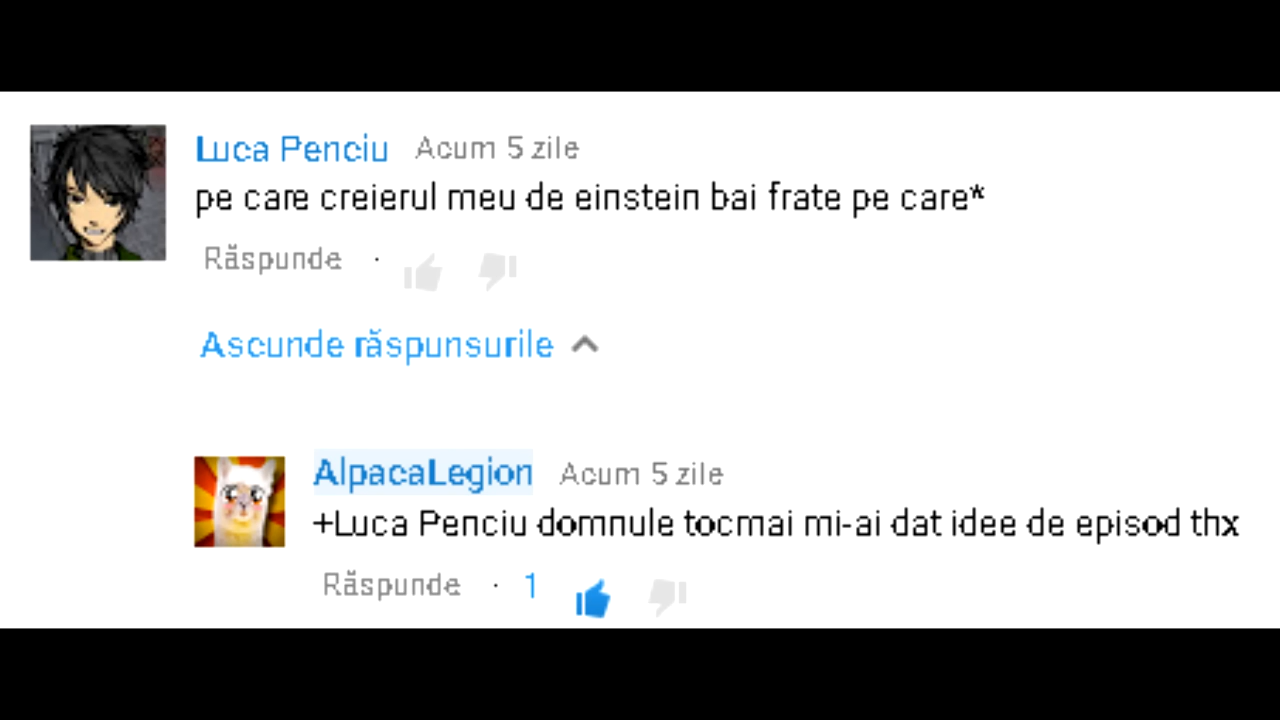 Luca Penciu Acum 5 zile
pe care creierul meu de einstein bai frate pe care*
Răspunde ·
Ascunde răspunsurile
AlpacaLegion Acum 5 zile
+Luca Penciu domnule tocmai mi-ai dat idee de episod thx
Răspunde · 1